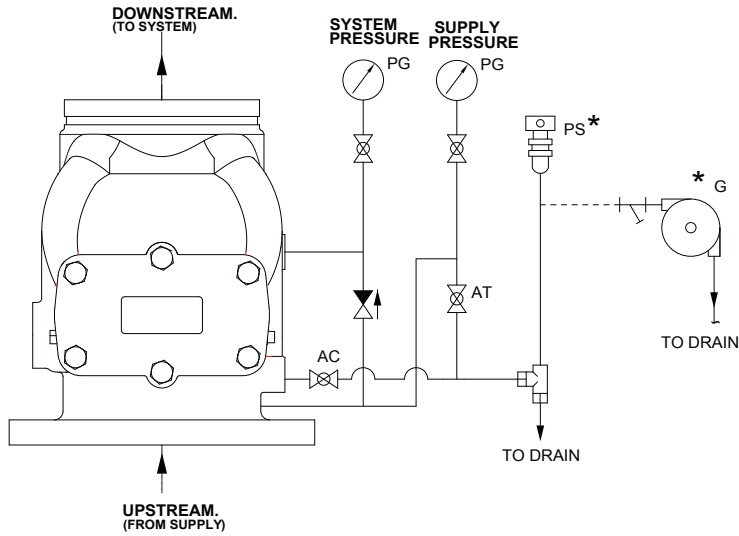 DOWNSTREAM.
(TO SYSTEM)
SYSTEM
PRESSURE
SUPPLY
PRESSURE
PG
PG
PS*
* G
AT
AC
TO DRAIN
TO DRAIN
UPSTREAM.
(FROM SUPPLY)